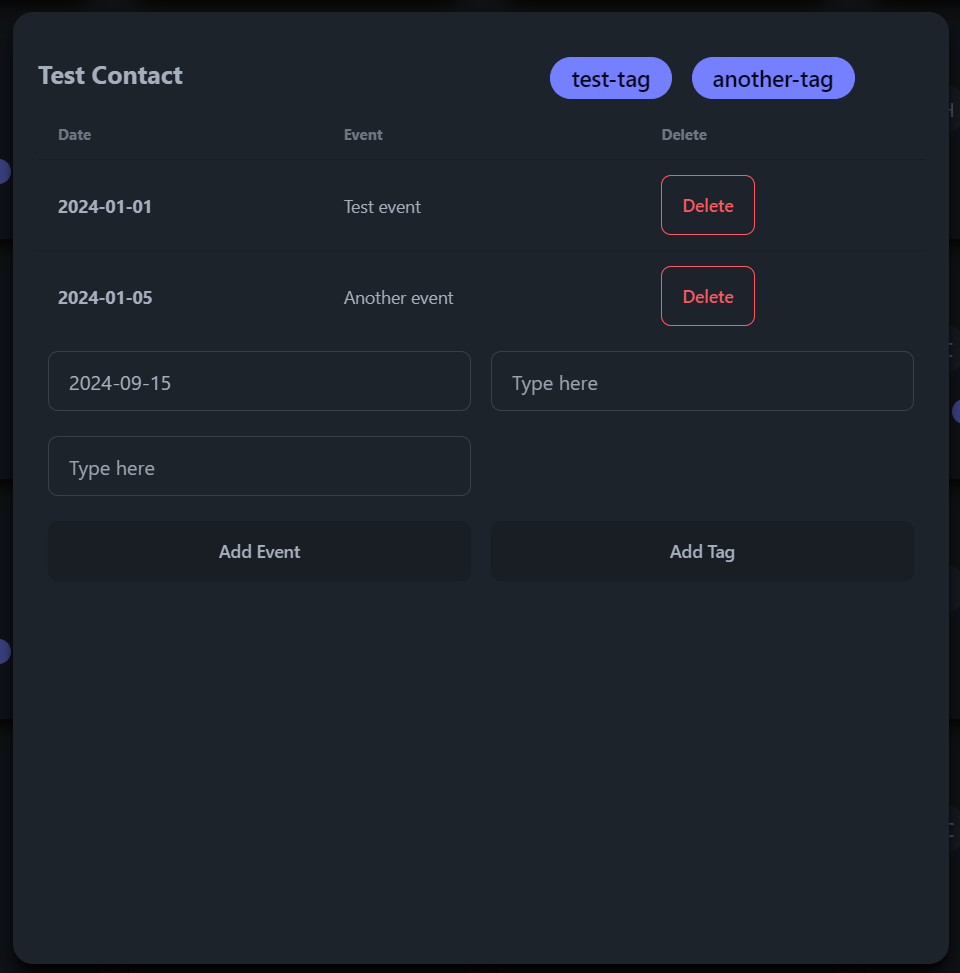 Test Contact test-tag another-tag
Date Event Delete
2024-01-01 Test event Delete
2024-01-05 Another event Delete
2024-09-15 Type here
Type here
Add Event Add Tag